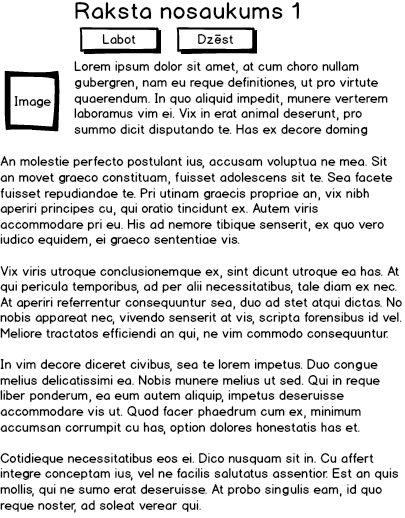 Raksta nosaukums 1
Labot Dzēst
Lorem ipsum dolor sit amet, at cum choro nullam
gubergren, nam eu reque definitiones, ut pro virtute
Image
quaerendum. In quo aliquid impedit, munere verterem
laboramus vim ei. Vix in erat animal deserunt, pro
summo dicit disputando te. Has ex decore doming
An molestie perfecto postulant ius, accusam voluptua ne mea. Sit
an movet graeco constituam, fuisset adolescens sit te. Sea facete
fuisset repudiandae te. Pri utinam graecis propriae an, vix nibh
aperiri principes cu, qui oratio tincidunt ex. Autem viris
accommodare pri eu. His ad nemore tibique senserit, ex quo vero
iudico equidem, ei graeco sententiae vis.
Vix viris utroque conclusionemque ex, sint dicunt utroque ea has. At
qui pericula temporibus, ad per alii necessitatibus, tale diam ex nec.
At aperiri referrentur consequuntur sea, duo ad stet atqui dictas. No
nobis appareat nec, vivendo senserit at vis, scripta forensibus id vel.
Meliore tractatos efficiendi an qui, ne vim commodo consequuntur.
In vim decore diceret civibus, sea te lorem impetus. Duo congue
melius delicatissimi ea. Nobis munere melius ut sed. Qui in reque
liber ponderum, ea eum autem aliquip, impetus deseruisse
accommodare vis ut. Quod facer phaedrum cum ex, minimum
accumsan corrumpit cu has, option dolores honestatis has et.
Cotidieque necessitatibus eos ei. Dico nusquam sit in. Cu affert
integre conceptam ius, vel ne facilis salutatus assentior. Est an quis
mollis, qui ne sumo erat deseruisse. At probo singulis eam, id quo
reque noster, ad soleat verear qui.